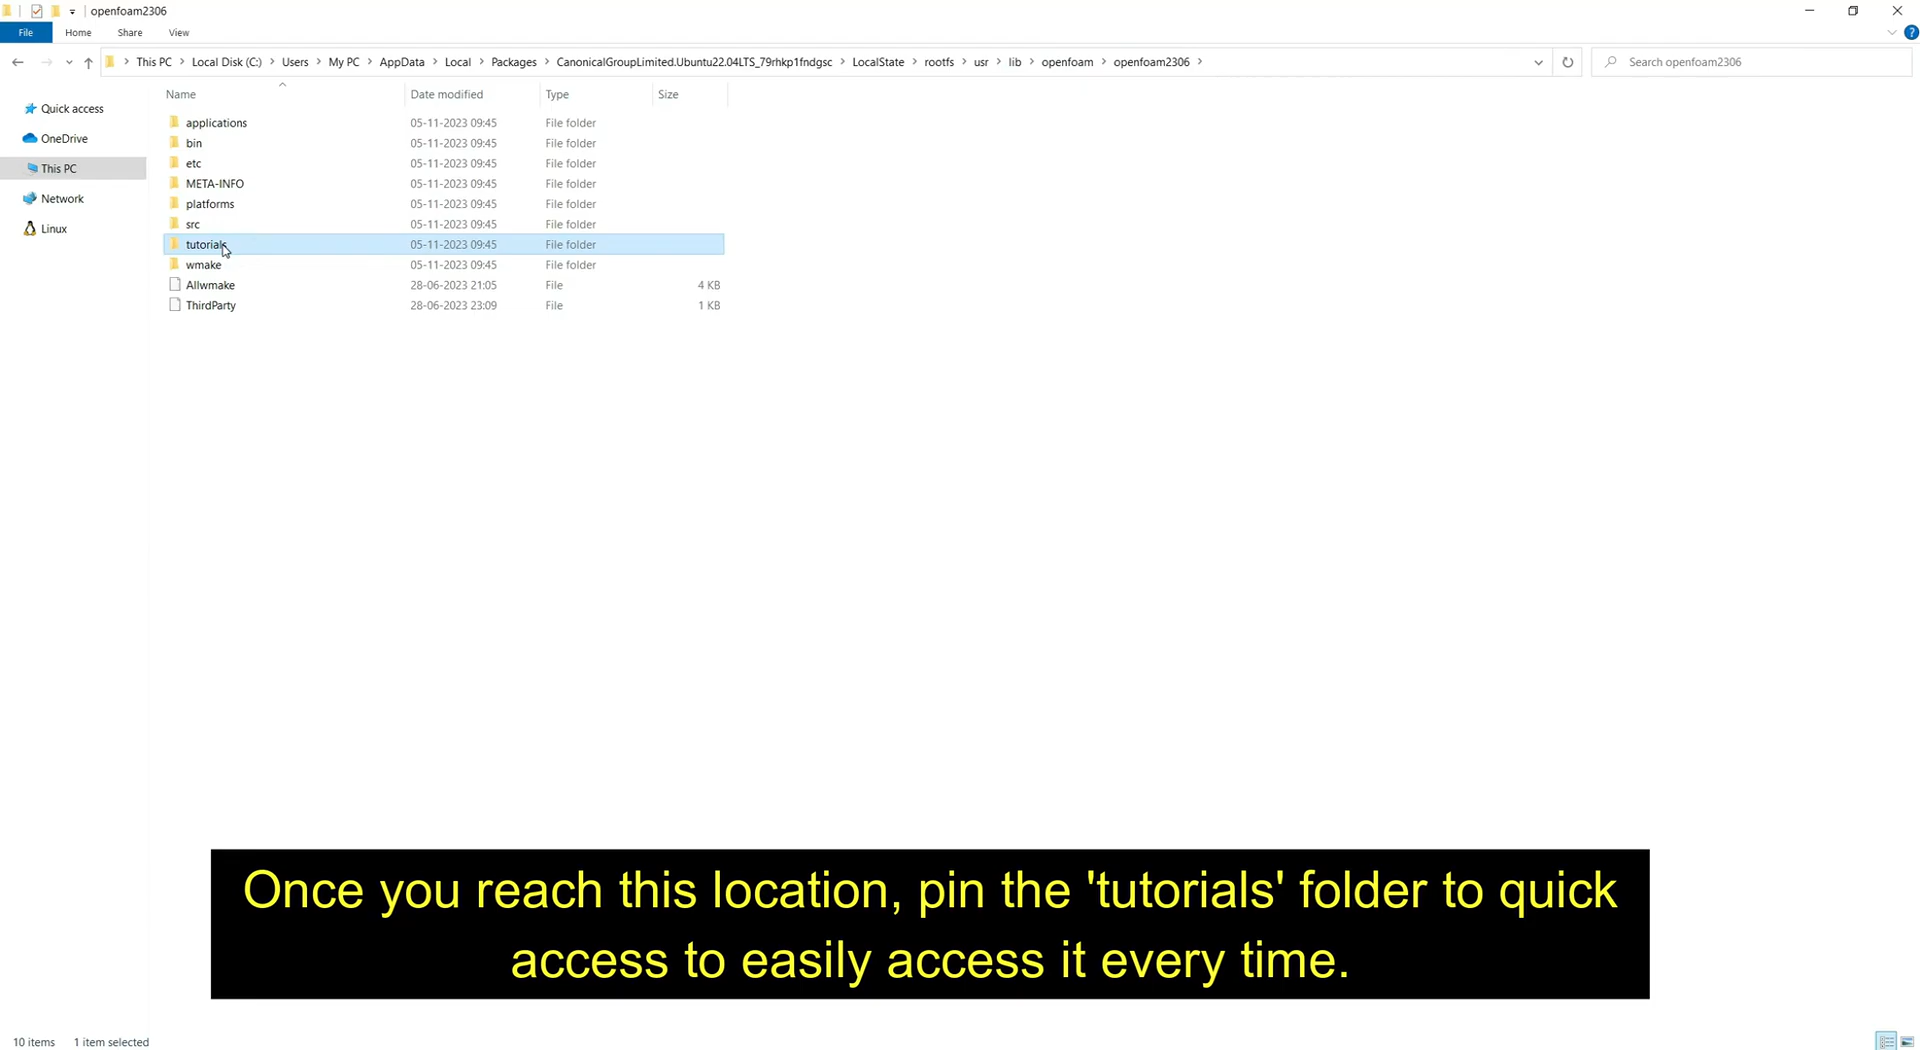 openfoam2306
File Home Share View
This PC > Local Disk (C:) > Users > My PC > AppData > Local > Packages > CanonicalGroupLimited.Ubuntu22.04LTS_79rhkp1fndgsc > LocalState > rootfs > usr > lib > openfoam > openfoam2306 > Search openfoam2306
Name Date modified Type Size
Quick access
OneDrive
This PC
Network
Linux
applications 05-11-2023 09:45 File folder
bin 05-11-2023 09:45 File folder
etc 05-11-2023 09:45 File folder
META-INFO 05-11-2023 09:45 File folder
platforms 05-11-2023 09:45 File folder
src 05-11-2023 09:45 File folder
tutorials 05-11-2023 09:45 File folder
wmake 05-11-2023 09:45 File folder
Allwmake 28-06-2023 21:05 File 4 KB
ThirdParty 28-06-2023 23:09 File 1 KB
Once you reach this location, pin the 'tutorials' folder to quick
access to easily access it every time.
10 items 1 item selected